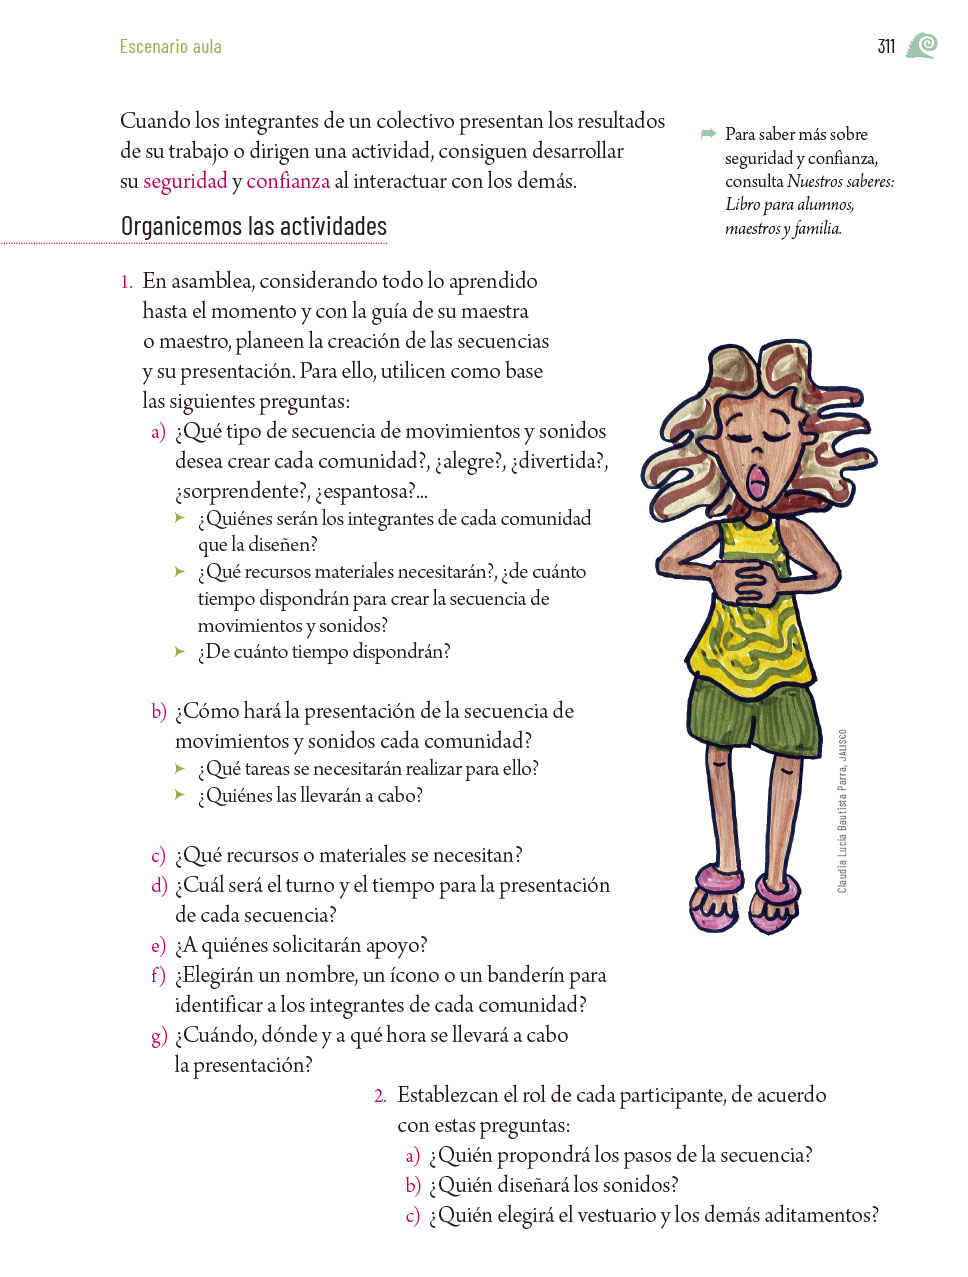 Escenario aula
311
Cuando los integrantes de un colectivo presentan los resultados
de su trabajo o dirigen una actividad, consiguen desarrollar
su seguridad y confianza al interactuar con los demás.
Para saber más sobre
seguridad y confianza,
consulta Nuestros saberes:
Libro para alumnos,
maestros y familia.
Organicemos las actividades
1. En asamblea, considerando todo lo aprendido
hasta el momento y con la guía de su maestra
o maestro, planeen la creación de las secuencias
y su presentación. Para ello, utilicen como base
las siguientes preguntas:
a) ¿Qué tipo de secuencia de movimientos y sonidos
desea crear cada comunidad?, ¿alegre?, ¿divertida?,
¿sorprendente?, ¿espantosa?...
¿Quiénes serán los integrantes de cada comunidad
que la diseñen?
¿Qué recursos materiales necesitarán?, ¿de cuánto
tiempo dispondrán para crear la secuencia de
movimientos y sonidos?
¿De cuánto tiempo dispondrán?
b) ¿Cómo hará la presentación de la secuencia de
movimientos y sonidos cada comunidad?
¿Qué tareas se necesitarán realizar para ello?
¿Quiénes las llevarán a cabo?
c) ¿Qué recursos o materiales se necesitan?
d) ¿Cuál será el turno y el tiempo para la presentación
de cada secuencia?
e) ¿A quiénes solicitarán apoyo?
f) ¿Elegirán un nombre, un ícono o un banderín para
identificar a los integrantes de cada comunidad?
g) ¿Cuándo, dónde y a qué hora se llevará a cabo
la presentación?
Claudia Lucía Bautista Parra, JALISCO
2. Establezcan el rol de cada participante, de acuerdo
con estas preguntas:
a) ¿Quién propondrá los pasos de la secuencia?
b) ¿Quién diseñará los sonidos?
c) ¿Quién elegirá el vestuario y los demás aditamentos?